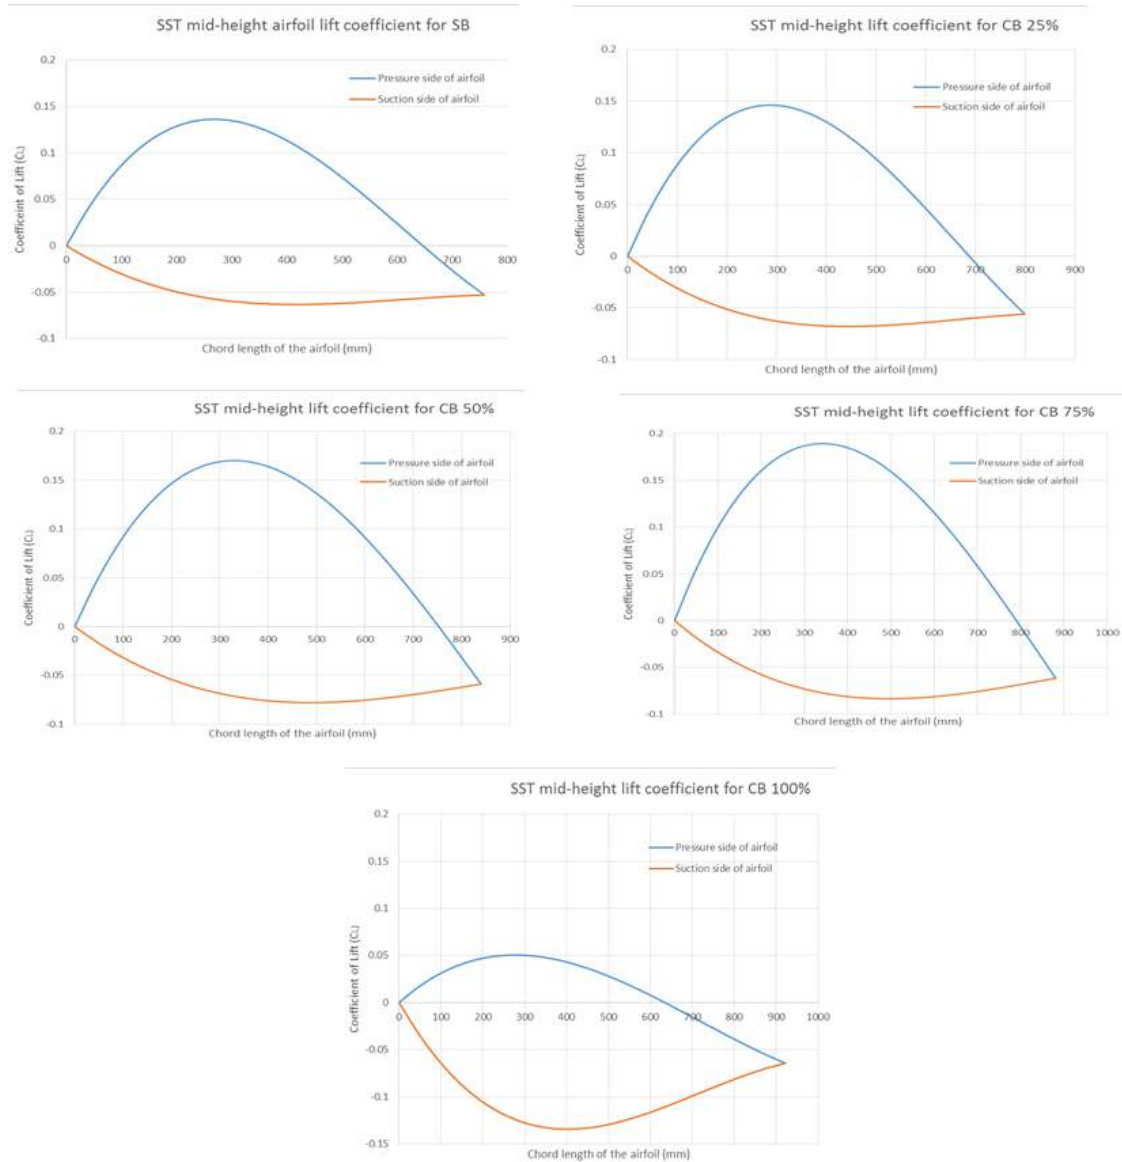 SST mid-height airfoil lift coefficient for SB
0.2
0.15
0.1
0.05
0
-0.05
-0.1
0 100 200 300 400 500 600 700 800
Pressure side of airfoil
Suction side of airfoil
Coefficeint of Lift (CL)
Chord length of the airfoil (mm)
SST mid-height lift coefficient for CB 25%
0.2
0.15
0.1
0.05
0
-0.05
-0.1
0 100 200 300 400 500 600 700 800 900
Pressure side of airfoil
Suction side of airfoil
Coefficient of Lift (CL)
Chord length of the airfoil (mm)
SST mid-height lift coefficient for CB 50%
0.2
0.15
0.1
0.05
0
-0.05
-0.1
0 100 200 300 400 500 600 700 800 900
Pressure side of airfoil
Suction side of airfoil
Coefficient of Lift (CL)
Chord length of the airfoil (mm)
SST mid-height lift coefficient for CB 75%
0.2
0.15
0.1
0.05
0
-0.05
-0.1
0 100 200 300 400 500 600 700 800 900 1000
Pressure side of airfoil
Suction side of airfoil
Coefficient of Lift (CL)
Chord length of the airfoil (mm)
SST mid-height lift coefficient for CB 100%
0.2
0.15
0.1
0.05
0
-0.05
-0.1
-0.15
0 100 200 300 400 500 600 700 800 900 1000
Pressure side of airfoil
Suction side of airfoil
Coefficient of Lift (CL)
Chord length of the airfoil (mm)